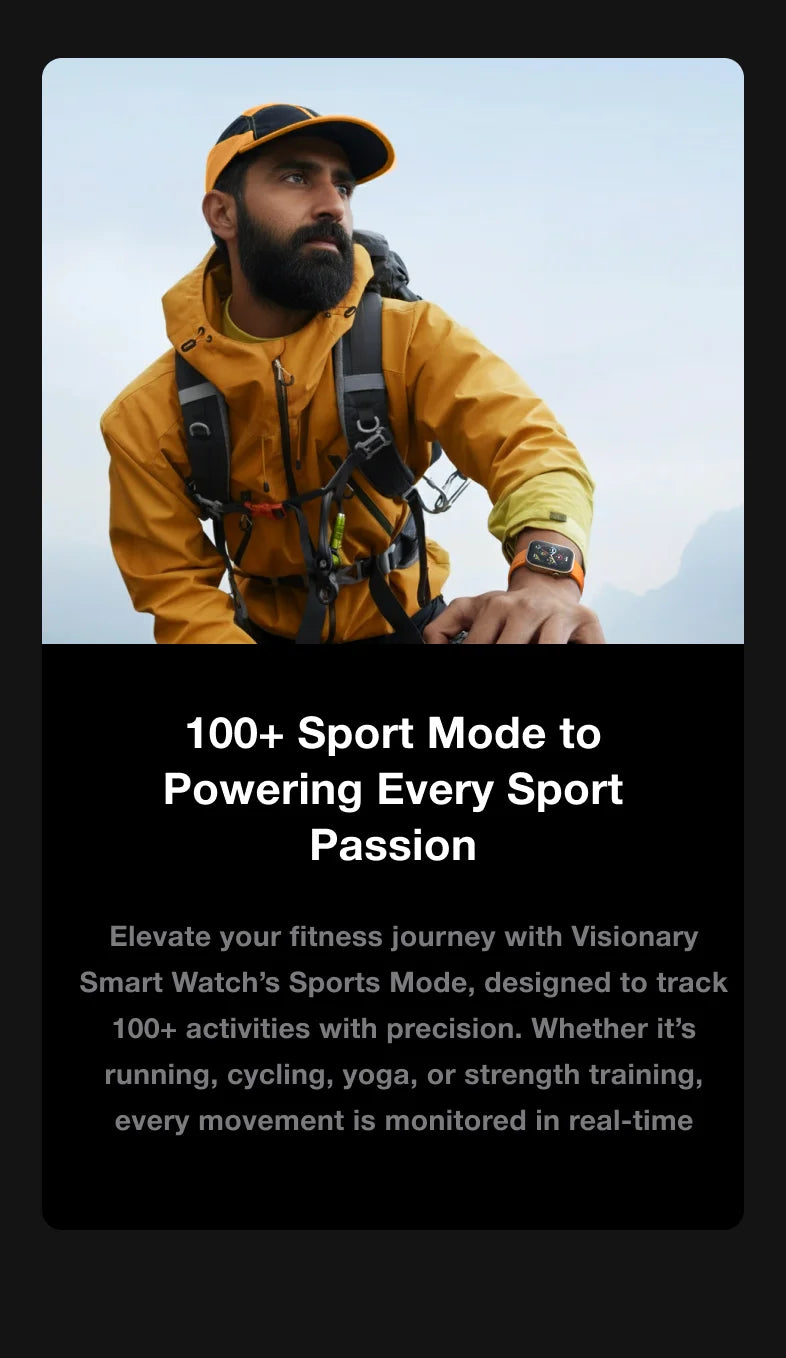 100+ Sport Mode to
Powering Every Sport
Passion
Elevate your fitness journey with Visionary
Smart Watch’s Sports Mode, designed to track
100+ activities with precision. Whether it’s
running, cycling, yoga, or strength training,
every movement is monitored in real-time